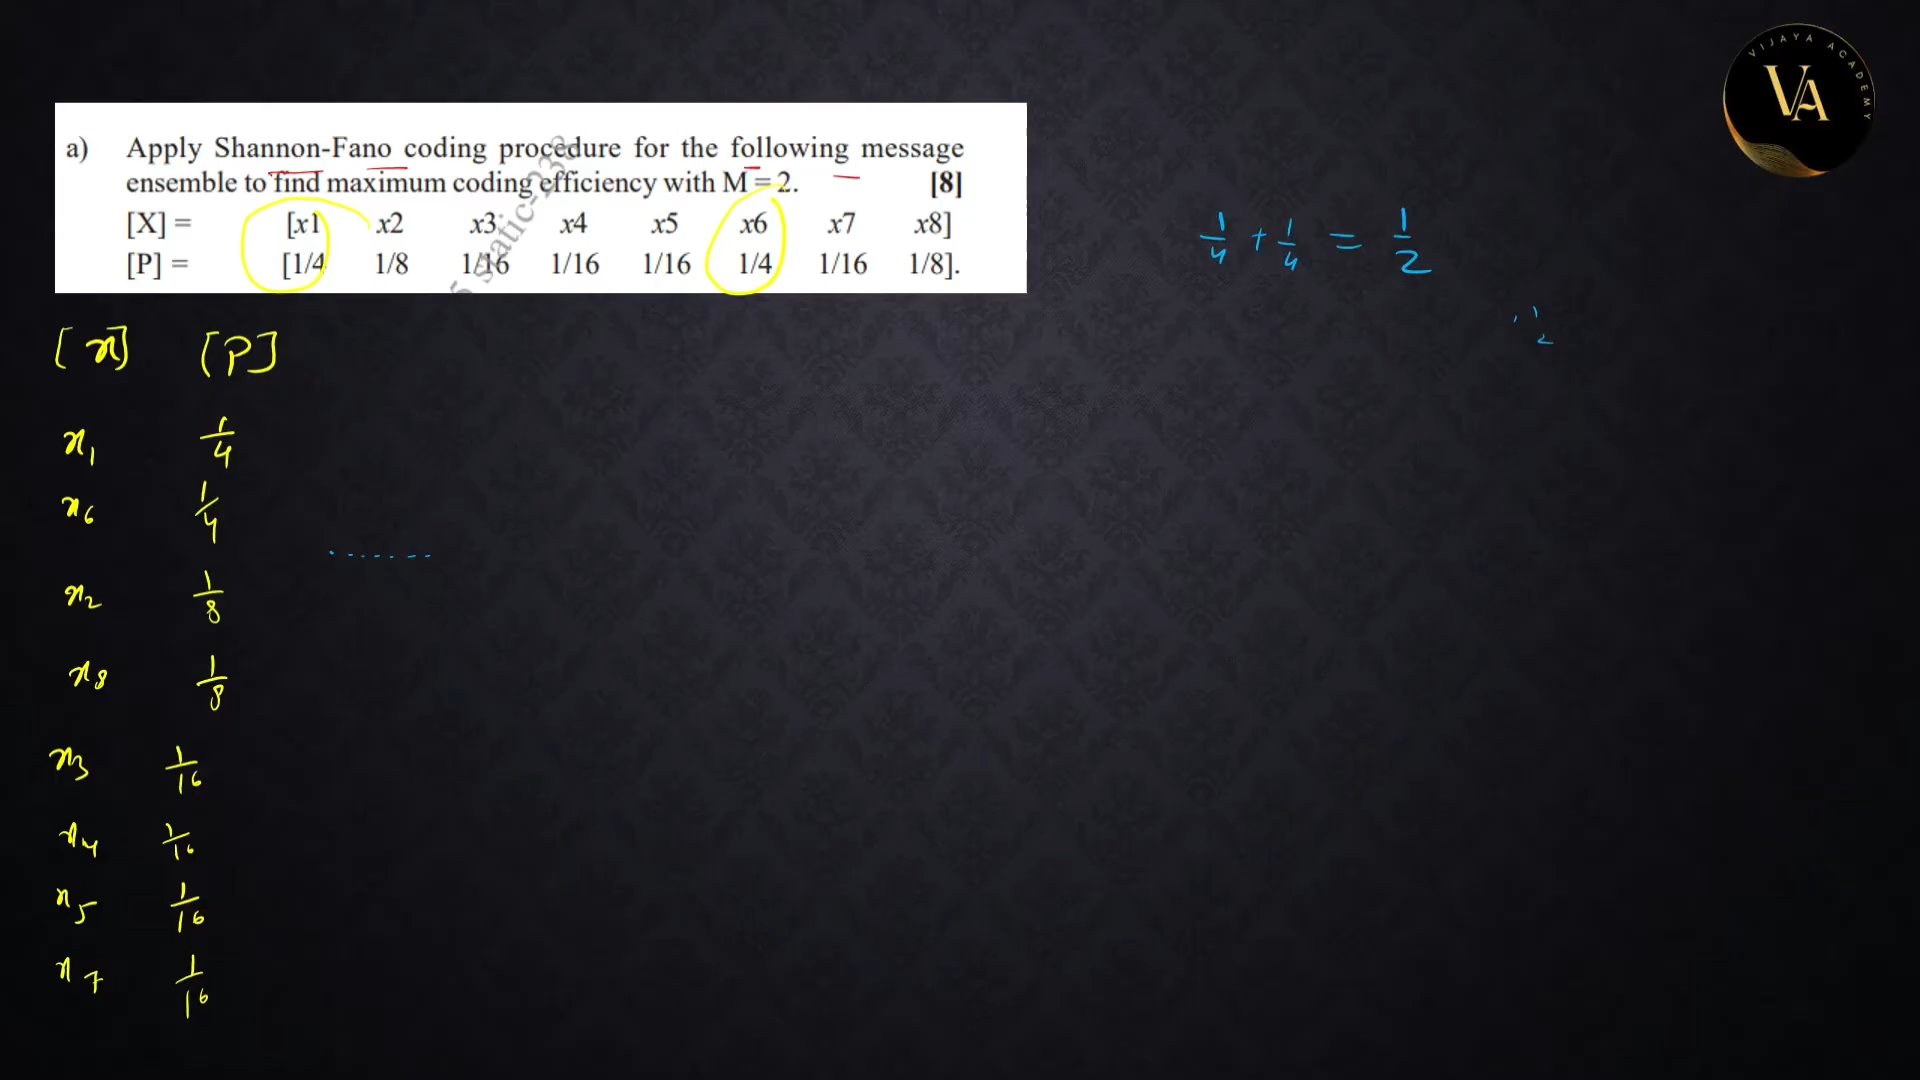 VIJAYA ACADEMY
VA
a) Apply Shannon-Fano coding procedure for the following message
ensemble to find maximum coding efficiency with M = 2. [8]
[X] = [x1 x2 x3 x4 x5 x6 x7 x8]
[P] = [1/4 1/8 1/16 1/16 1/16 1/4 1/16 1/8].
static-238
1/4 + 1/4 = 1/2
[x] [P]
x1 1/4
x6 1/4
x2 1/8
x8 1/8
x3 1/16
x4 1/16
x5 1/16
x7 1/16